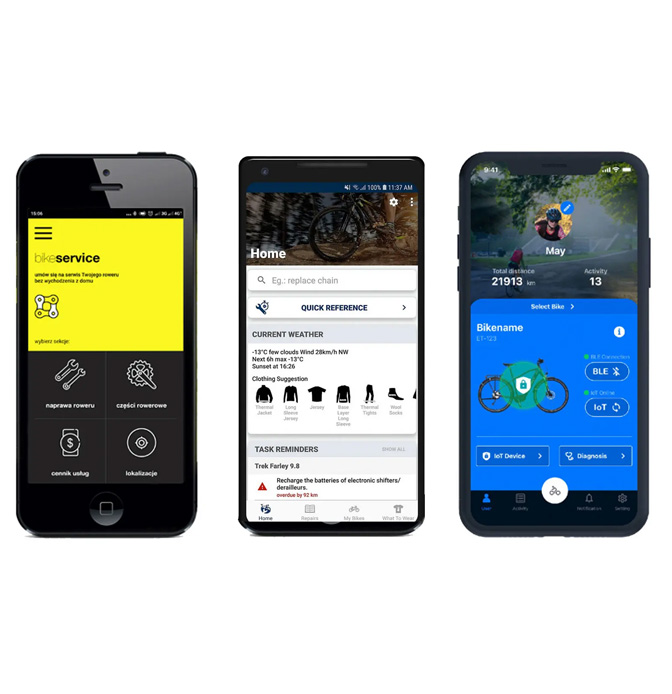 15:06
3G 4G
bikeservice
umów się na serwis Twojego roweru
bez wychodzenia z domu
wybierz sekcje:
naprawa roweru
części rowerowe
cennik usług
lokalizacje
100% 11:37 AM
Home
Eg.: replace chain
QUICK REFERENCE
CURRENT WEATHER
-13°C few clouds Wind 28km/h NW
Next 6h max -13°C
Sunset at 16:26
Clothing Suggestion
Thermal
Jacket
Long
Sleeve
Jersey
Jersey
Base
Layer
Long
Sleeve
Thermal
Tights
Wool
Socks
TASK REMINDERS
SHOW ALL
Trek Farley 9.8
Recharge the batteries of electronic shifters/
derailleurs.
overdue by 92 km
Home
Repairs
My Bikes
What To Wear
9:41
May
Total distance
21913 km
Activity
13
Select Bike
Bikename
ET-123
BLE Connection
BLE
IoT Online
IoT
IoT Device
Diagnosis
User
Activity
Notification
Setting